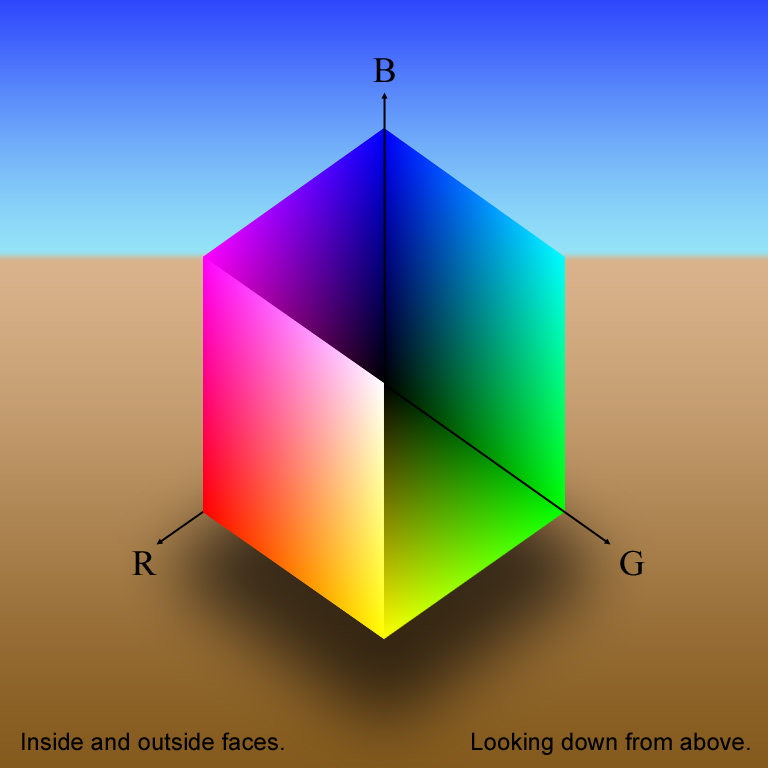 B
R
G
Inside and outside faces.
Looking down from above.